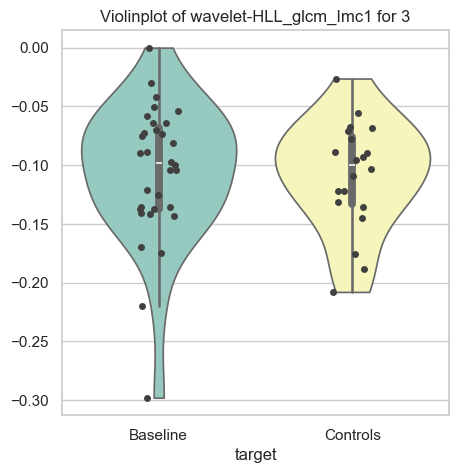 Violinplot of wavelet-HLL_glcm_Imc1 for 3
0.00
−0.05
−0.10
−0.15
−0.20
−0.25
−0.30
Baseline Controls
target